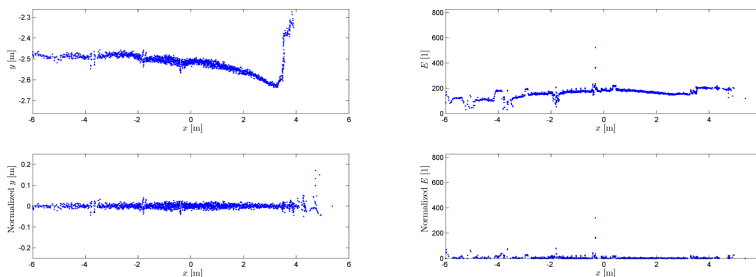 y [m]
-2.3
-2.4
-2.5
-2.6
-2.7
-6 -4 -2 0 2 4 6
x [m]
E [1]
800
600
400
200
0
-6 -4 -2 0 2 4
x [m]
Normalized y [m]
0.2
0.1
0
-0.1
-0.2
-6 -4 -2 0 2 4 6
x [m]
Normalized E [1]
800
600
400
200
0
-6 -4 -2 0 2 4
x [m]